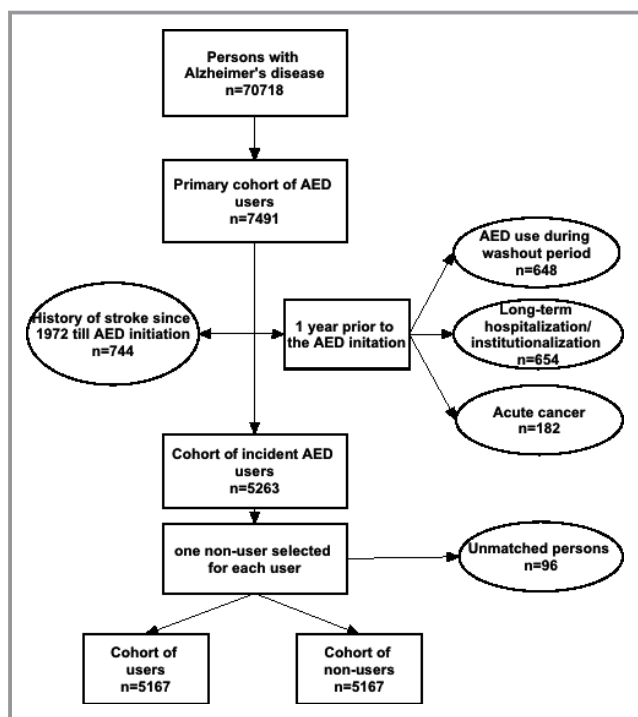 Persons with
Alzheimer's disease
n=70718
Primary cohort of AED
users
n=7491
AED use during
washout period
n=648
History of stroke since
1972 till AED initiation
n=744
1 year prior to
the AED initation
Long-term
hospitalization/
institutionalization
n=654
Acute cancer
n=182
Cohort of incident AED
users
n=5263
one non-user selected
for each user
Unmatched persons
n=96
Cohort of
users
n=5167
Cohort of
non-users
n=5167